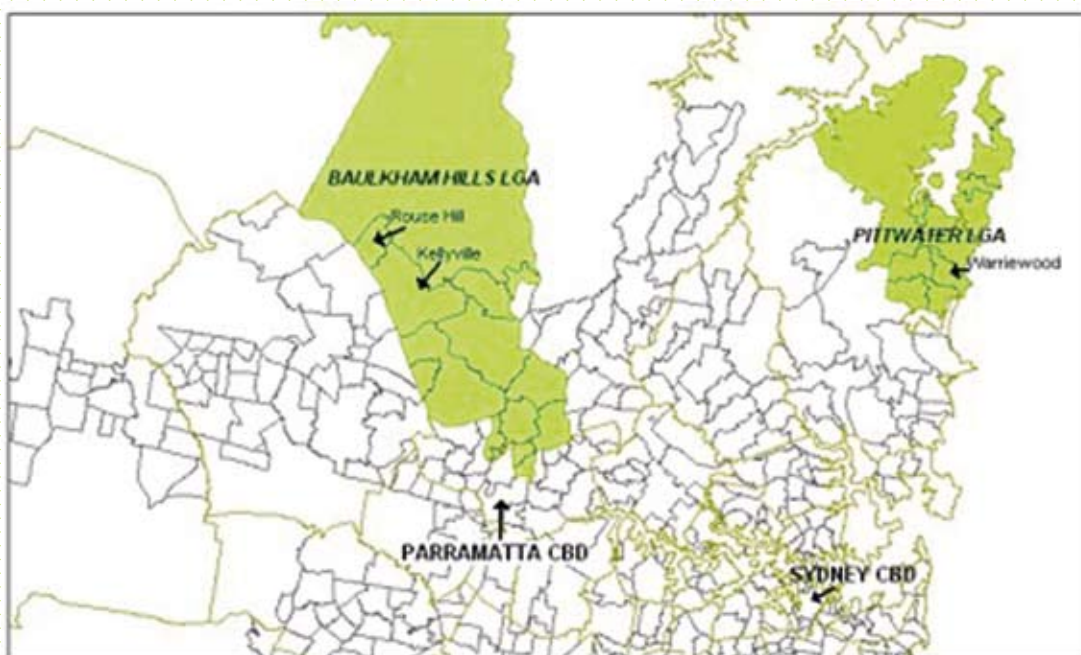 BAULKHAM HILLS LGA
Rouse Hill
Kellyville
PITTWATER LGA
Warriewood
PARRAMATTA CBD
SYDNEY CBD